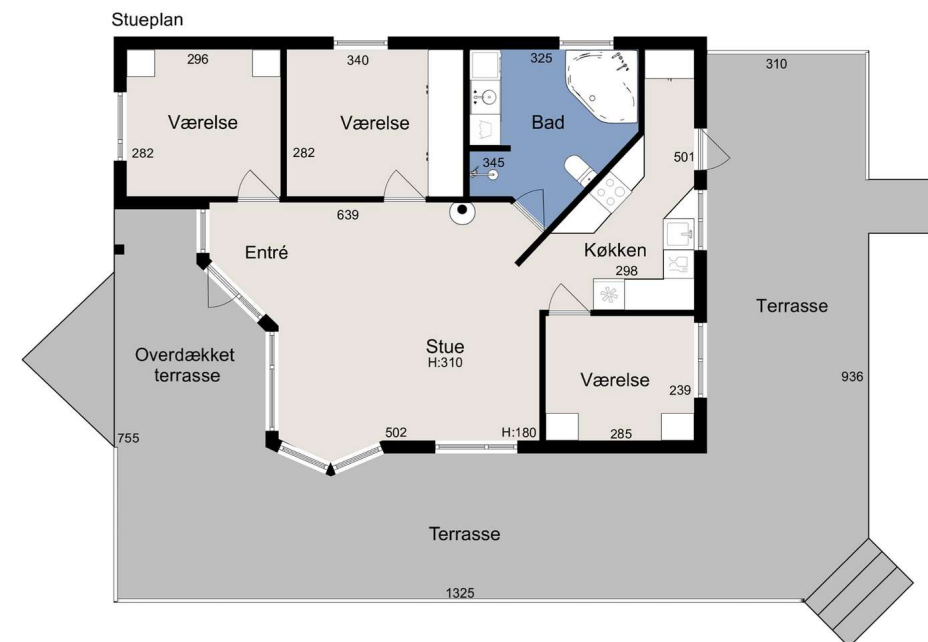 Stueplan
296
340
325
310
Værelse
Værelse
Bad
282
282
345
501
639
Entré
Køkken
298
Terrasse
Stue
H:310
Overdækket
terrasse
Værelse
936
239
755
502
H:180
285
Terrasse
1325